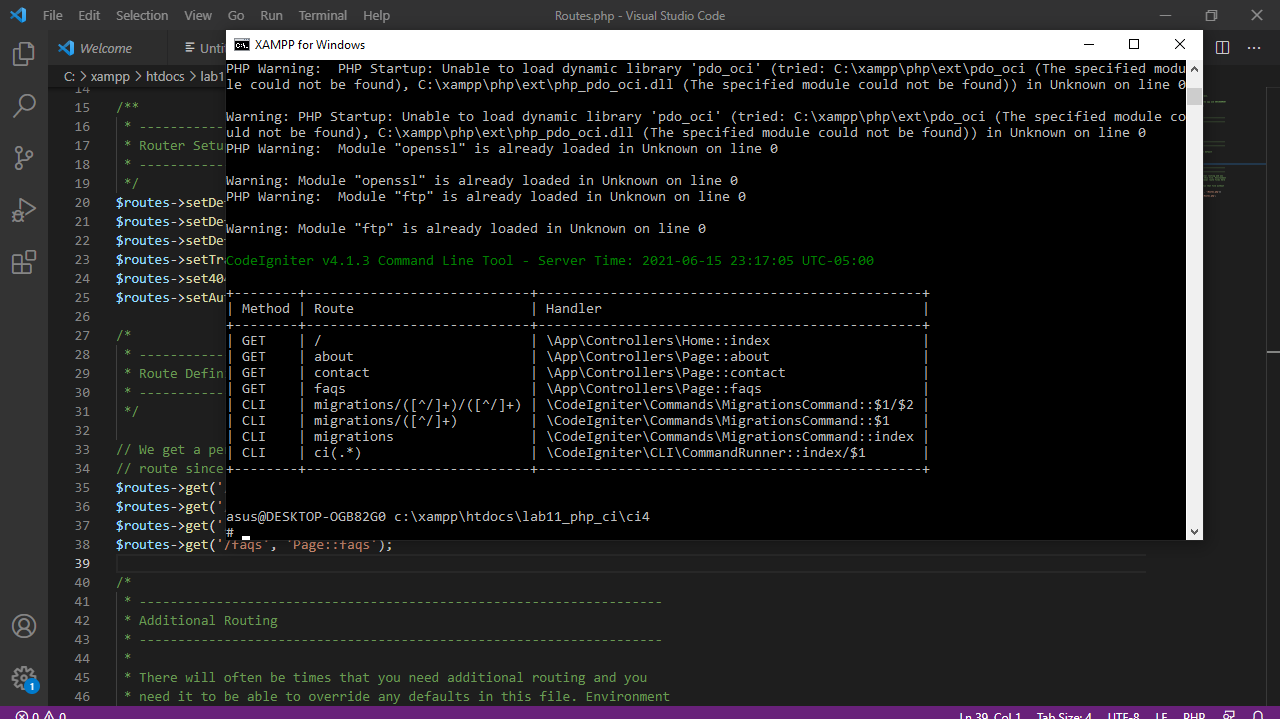 File Edit Selection View Go Run Terminal Help Routes.php - Visual Studio Code
Welcome
C: > xampp > htdocs > lab1
XAMPP for Windows
PHP Warning:  PHP Startup: Unable to load dynamic library 'pdo_oci' (tried: C:\xampp\php\ext\pdo_oci (The specified modu
le could not be found), C:\xampp\php\ext\php_pdo_oci.dll (The specified module could not be found)) in Unknown on line 0
Warning: PHP Startup: Unable to load dynamic library 'pdo_oci' (tried: C:\xampp\php\ext\pdo_oci (The specified module co
uld not be found), C:\xampp\php\ext\php_pdo_oci.dll (The specified module could not be found)) in Unknown on line 0
PHP Warning:  Module "openssl" is already loaded in Unknown on line 0
Warning: Module "openssl" is already loaded in Unknown on line 0
PHP Warning:  Module "ftp" is already loaded in Unknown on line 0
Warning: Module "ftp" is already loaded in Unknown on line 0
CodeIgniter v4.1.3 Command Line Tool - Server Time: 2021-06-15 23:17:05 UTC-05:00
+--------+----------------------------+------------------------------------------------+
| Method | Route | Handler |
+--------+----------------------------+------------------------------------------------+
| GET | / | \App\Controllers\Home::index |
| GET | about | \App\Controllers\Page::about |
| GET | contact | \App\Controllers\Page::contact |
| GET | faqs | \App\Controllers\Page::faqs |
| CLI | migrations/([^/]+)/([^/]+) | \CodeIgniter\Commands\MigrationsCommand::$1/$2 |
| CLI | migrations/([^/]+) | \CodeIgniter\Commands\MigrationsCommand::$1 |
| CLI | migrations | \CodeIgniter\Commands\MigrationsCommand::index |
| CLI | ci(.*) | \CodeIgniter\CLI\CommandRunner::index/$1 |
+--------+----------------------------+------------------------------------------------+
asus@DESKTOP-OGB82G0 c:\xampp\htdocs\lab11_php_ci\ci4
#
14
15 /**
16 * -----------
17 * Router Setu
18 * -----------
19 */
20 $routes->setDe
21 $routes->setDe
22 $routes->setDe
23 $routes->setTr
24 $routes->set40
25 $routes->setAu
26
27 /*
28 * -----------
29 * Route Defin
30 * -----------
31 */
32
33 // We get a pe
34 // route since
35 $routes->get('
36 $routes->get('
37 $routes->get('
38 $routes->get('/faqs', 'Page::faqs');
39
40 /*
41 * --------------------------------------------------------------------
42 * Additional Routing
43 * --------------------------------------------------------------------
44 *
45 * There will often be times that you need additional routing and you
46 * need it to be able to override any defaults in this file. Environment
1
0 0 Ln 39, Col 1 Tab Size: 4 UTF-8 LF PHP